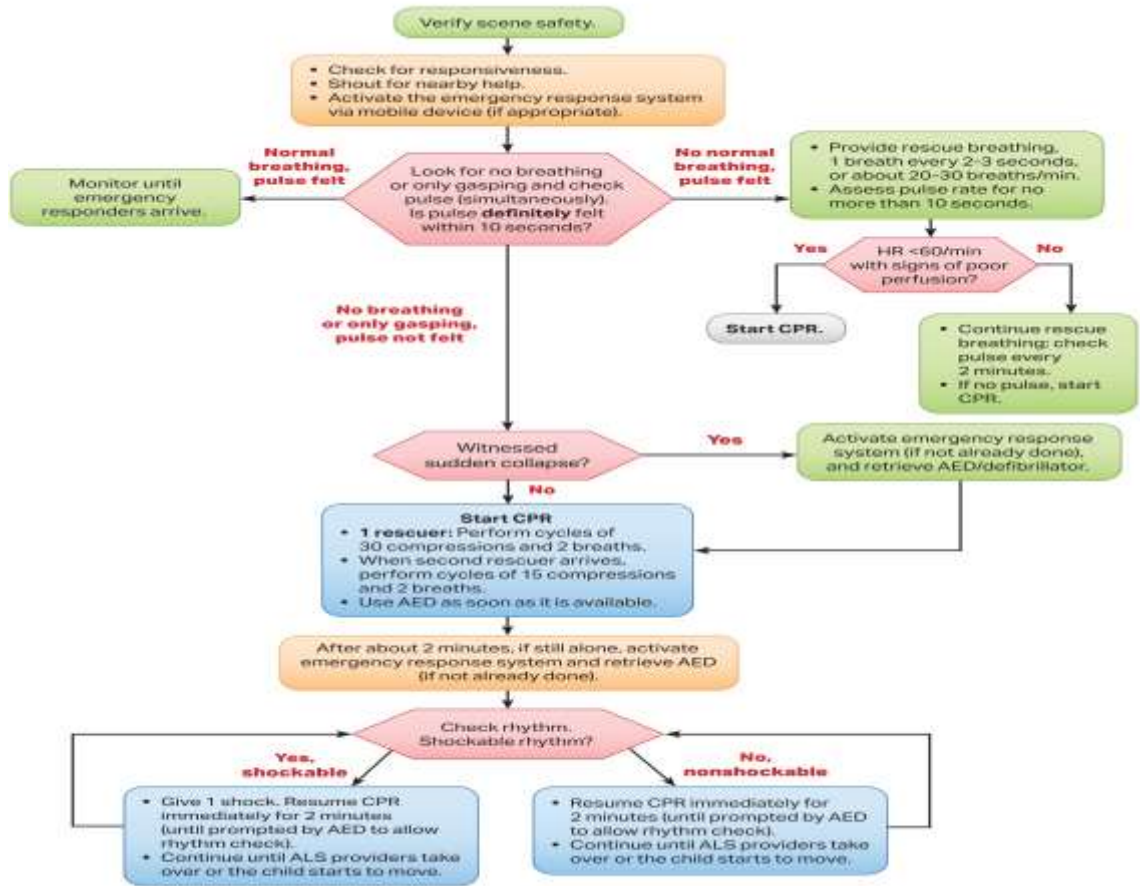 Verify scene safety.
• Check for responsiveness.
• Shout for nearby help.
• Activate the emergency response system
via mobile device (if appropriate).
Normal
breathing,
pulse felt
No normal
breathing,
pulse felt
Monitor until
emergency
responders arrive.
Look for no breathing
or only gasping and check
pulse (simultaneously).
Is pulse definitely felt
within 10 seconds?
• Provide rescue breathing,
1 breath every 2-3 seconds,
or about 20-30 breaths/min.
• Assess pulse rate for no
more than 10 seconds.
Yes
HR <60/min
with signs of poor
perfusion?
No
Start CPR.
• Continue rescue
breathing; check
pulse every
2 minutes.
• If no pulse, start
CPR.
No breathing
or only gasping,
pulse not felt
Witnessed
sudden collapse?
Yes
Activate emergency response
system (if not already done),
and retrieve AED/defibrillator.
No
Start CPR
• 1 rescuer: Perform cycles of
30 compressions and 2 breaths.
• When second rescuer arrives,
perform cycles of 15 compressions
and 2 breaths.
• Use AED as soon as it is available.
After about 2 minutes, if still alone, activate
emergency response system and retrieve AED
(if not already done).
Check rhythm.
Shockable rhythm?
Yes,
shockable
No,
nonshockable
• Give 1 shock. Resume CPR
immediately for 2 minutes
(until prompted by AED to allow
rhythm check).
• Continue until ALS providers take
over or the child starts to move.
• Resume CPR immediately for
2 minutes (until prompted by AED
to allow rhythm check).
• Continue until ALS providers take
over or the child starts to move.